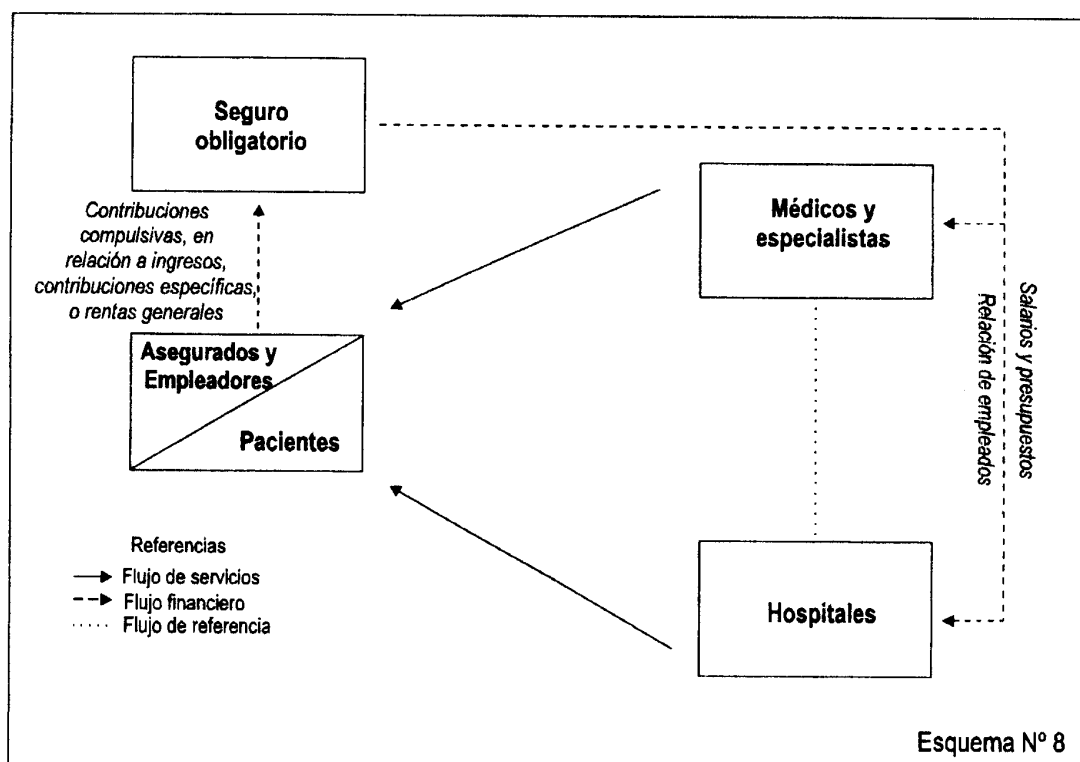 Seguro
obligatorio
Contribuciones
compulsivas, en
relación a ingresos,
contribuciones específicas,
o rentas generales
Asegurados y
Empleadores
Pacientes
Médicos y
especialistas
Salarios y presupuestos
Relación de empleados
Hospitales
Referencias
Flujo de servicios
Flujo financiero
Flujo de referencia
Esquema Nº 8